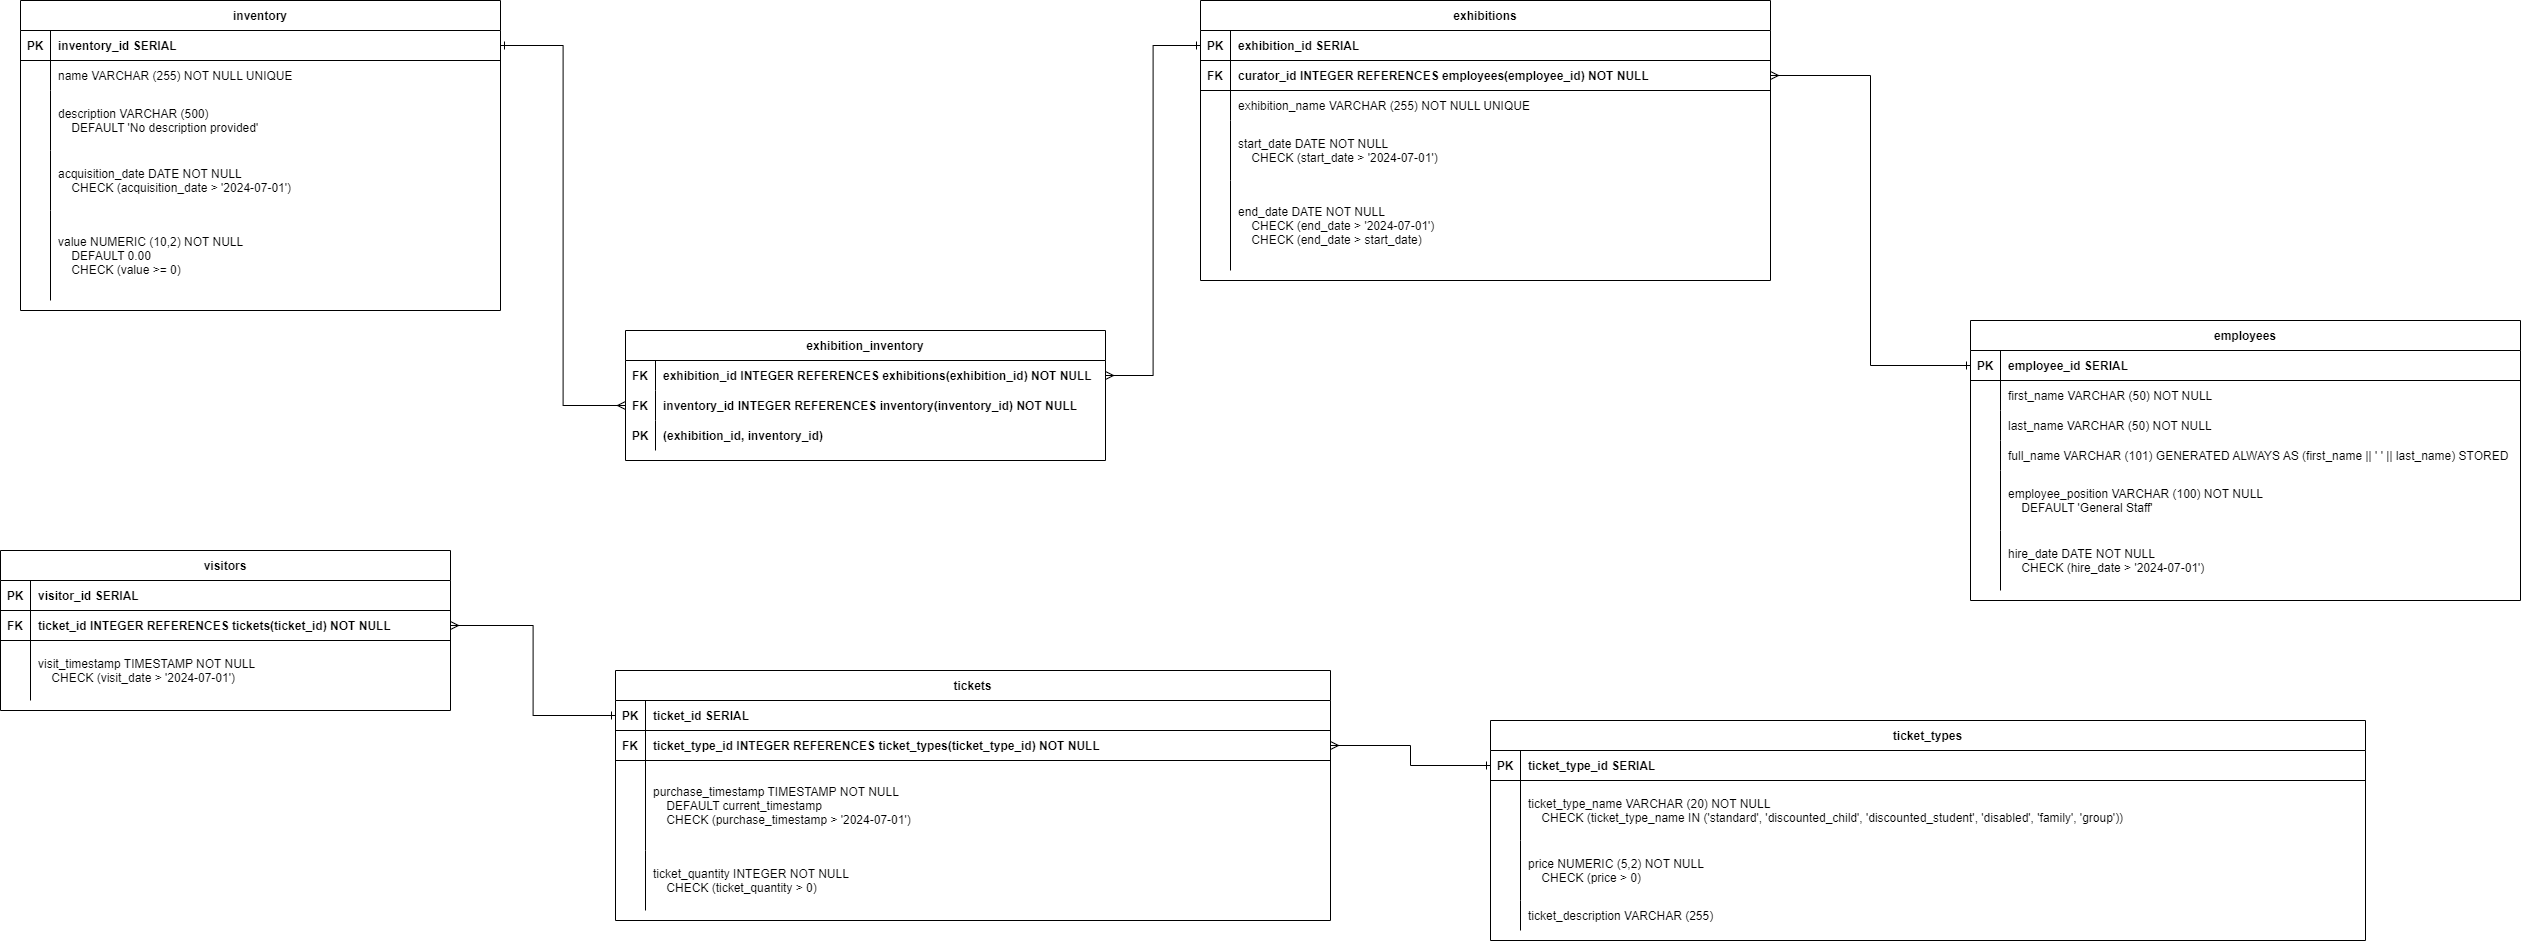 inventory
PK inventory_id SERIAL
name VARCHAR (255) NOT NULL UNIQUE
description VARCHAR (500)
DEFAULT 'No description provided'
acquisition_date DATE NOT NULL
CHECK (acquisition_date > '2024-07-01')
value NUMERIC (10,2) NOT NULL
DEFAULT 0.00
CHECK (value >= 0)
exhibitions
PK exhibition_id SERIAL
FK curator_id INTEGER REFERENCES employees(employee_id) NOT NULL
exhibition_name VARCHAR (255) NOT NULL UNIQUE
start_date DATE NOT NULL
CHECK (start_date > '2024-07-01')
end_date DATE NOT NULL
CHECK (end_date > '2024-07-01')
CHECK (end_date > start_date)
exhibition_inventory
FK exhibition_id INTEGER REFERENCES exhibitions(exhibition_id) NOT NULL
FK inventory_id INTEGER REFERENCES inventory(inventory_id) NOT NULL
PK (exhibition_id, inventory_id)
employees
PK employee_id SERIAL
first_name VARCHAR (50) NOT NULL
last_name VARCHAR (50) NOT NULL
full_name VARCHAR (101) GENERATED ALWAYS AS (first_name || ' ' || last_name) STORED
employee_position VARCHAR (100) NOT NULL
DEFAULT 'General Staff'
hire_date DATE NOT NULL
CHECK (hire_date > '2024-07-01')
visitors
PK visitor_id SERIAL
FK ticket_id INTEGER REFERENCES tickets(ticket_id) NOT NULL
visit_timestamp TIMESTAMP NOT NULL
CHECK (visit_date > '2024-07-01')
tickets
PK ticket_id SERIAL
FK ticket_type_id INTEGER REFERENCES ticket_types(ticket_type_id) NOT NULL
purchase_timestamp TIMESTAMP NOT NULL
DEFAULT current_timestamp
CHECK (purchase_timestamp > '2024-07-01')
ticket_quantity INTEGER NOT NULL
CHECK (ticket_quantity > 0)
ticket_types
PK ticket_type_id SERIAL
ticket_type_name VARCHAR (20) NOT NULL
CHECK (ticket_type_name IN ('standard', 'discounted_child', 'discounted_student', 'disabled', 'family', 'group'))
price NUMERIC (5,2) NOT NULL
CHECK (price > 0)
ticket_description VARCHAR (255)